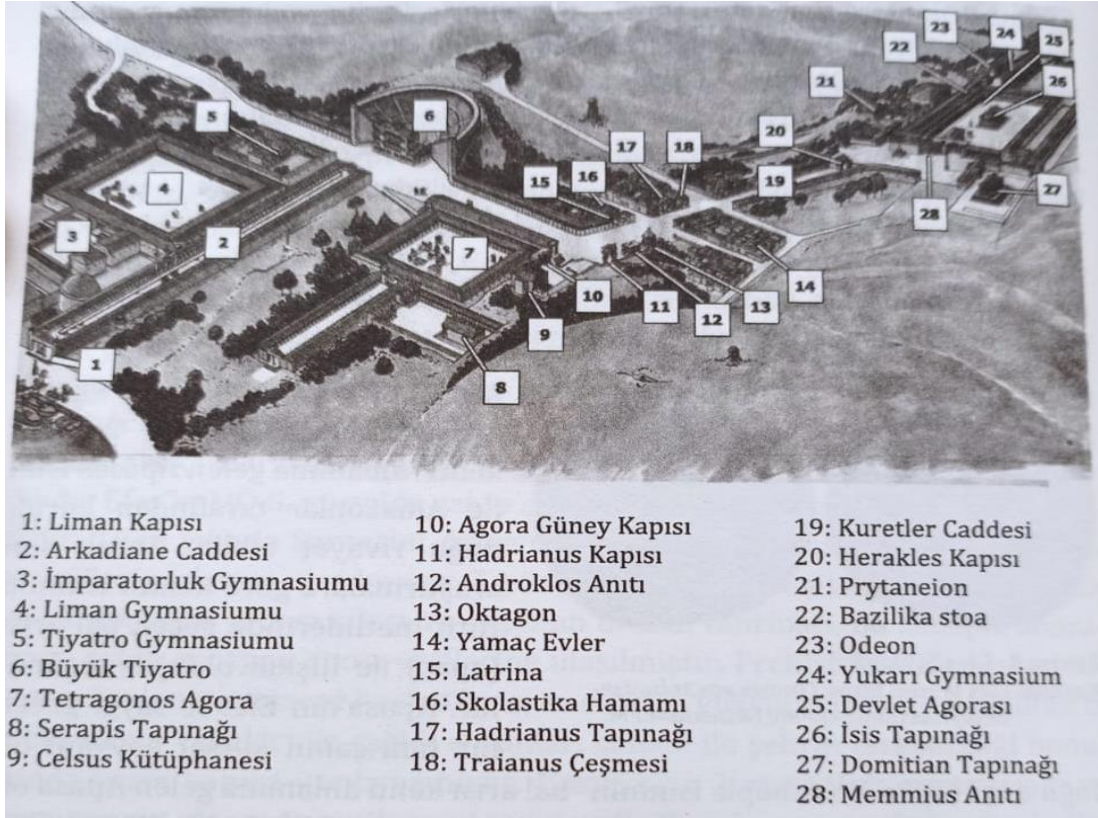 23
24
25
22
26
21
5
6
17
18
20
4
15
16
19
3
27
2
7
28
10
14
11
13
12
9
1
8
1: Liman Kapısı
2: Arkadiane Caddesi
3: İmparatorluk Gymnasiumu
4: Liman Gymnasiumu
5: Tiyatro Gymnasiumu
6: Büyük Tiyatro
7: Tetragonos Agora
8: Serapis Tapınağı
9: Celsus Kütüphanesi
10: Agora Güney Kapısı
11: Hadrianus Kapısı
12: Androklos Anıtı
13: Oktagon
14: Yamaç Evler
15: Latrina
16: Skolastika Hamamı
17: Hadrianus Tapınağı
18: Traianus Çeşmesi
19: Kuretler Caddesi
20: Herakles Kapısı
21: Prytaneion
22: Bazilika stoa
23: Odeon
24: Yukarı Gymnasium
25: Devlet Agorası
26: İsis Tapınağı
27: Domitian Tapınağı
28: Memmius Anıtı